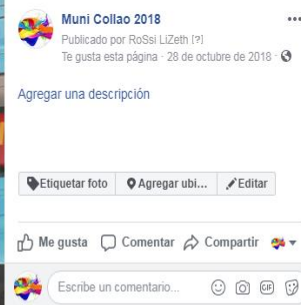 Muni Collao 2018
Publicado por RoSsi LiZeth [?]
Te gusta esta página · 28 de octubre de 2018 ·
Agregar una descripción
Etiquetar foto Agregar ubi... Editar
Me gusta Comentar Compartir
Escribe un comentario... GIF